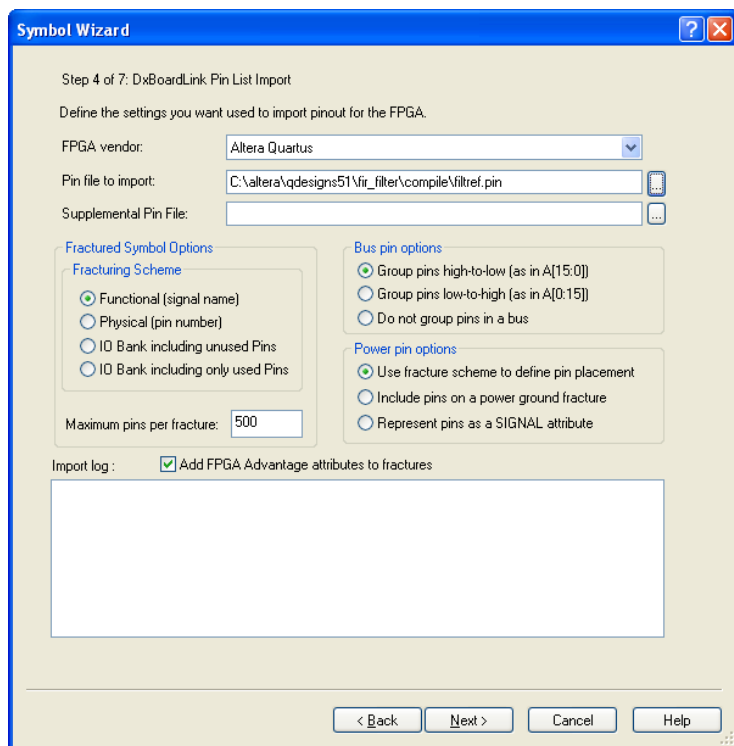 Symbol Wizard
Step 4 of 7: DxBoardLink Pin List Import
Define the settings you want used to import pinout for the FPGA.
FPGA vendor: Altera Quartus
Pin file to import: C:\altera\qdesigns51\fir_filter\compile\filtref.pin ...
Supplemental Pin File: ...
Fractured Symbol Options
Fracturing Scheme
Functional (signal name)
Physical (pin number)
IO Bank including unused Pins
IO Bank including only used Pins
Maximum pins per fracture: 500
Bus pin options
Group pins high-to-low (as in A[15:0])
Group pins low-to-high (as in A[0:15])
Do not group pins in a bus
Power pin options
Use fracture scheme to define pin placement
Include pins on a power ground fracture
Represent pins as a SIGNAL attribute
Import log : Add FPGA Advantage attributes to fractures
< Back Next > Cancel Help